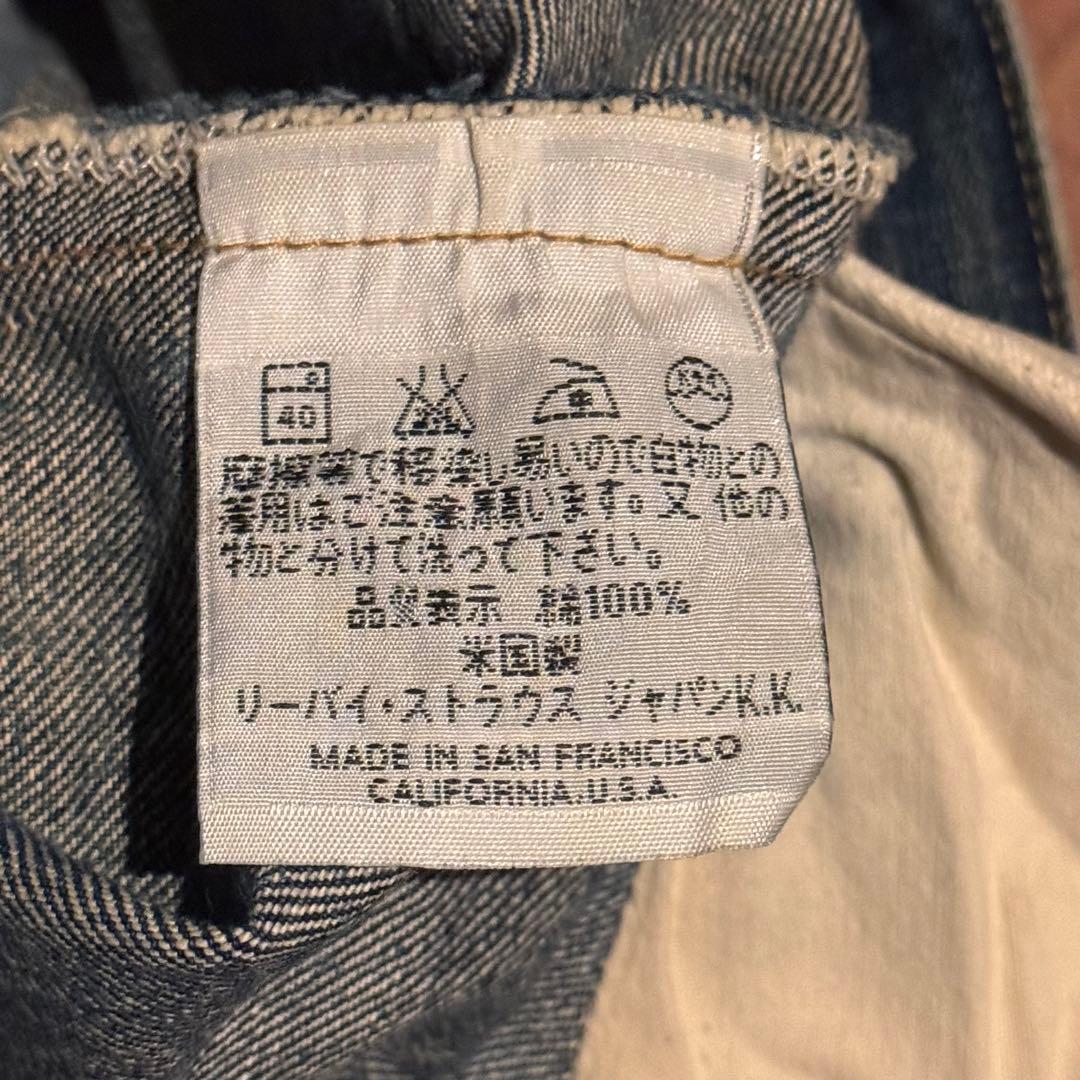 40
摩擦等で移染し易いので白物との
着用はご注意願います。又 他の
物と分けて洗って下さい。
品質表示 綿100%
米国製
リーバイ・ストラウス ジャパンK.K.
MADE IN SAN FRANCISCO
CALIFORNIA.U.S.A.